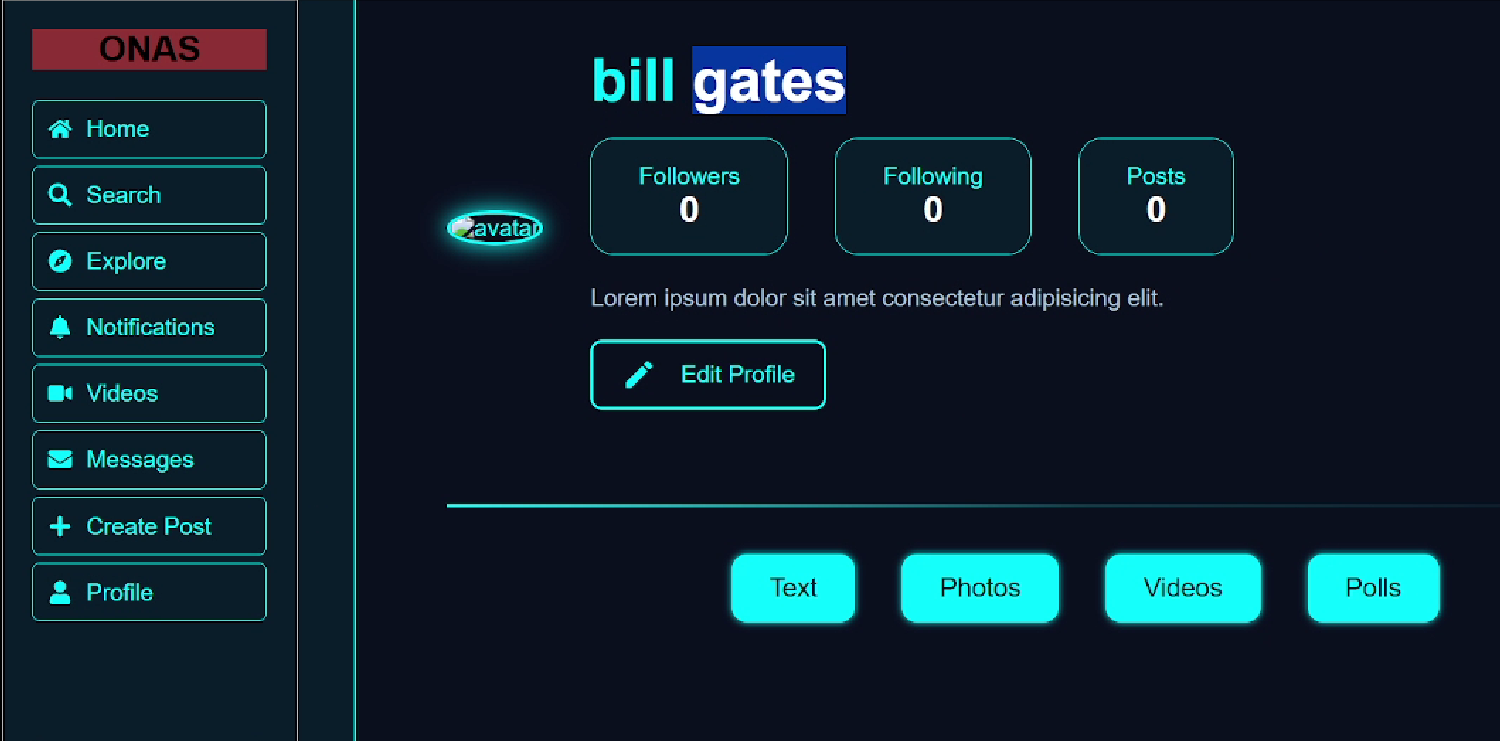 ONAS
Home
Search
Explore
Notifications
Videos
Messages
Create Post
Profile
bill gates
Followers
0
Following
0
Posts
0
avatar
Lorem ipsum dolor sit amet consectetur adipisicing elit.
Edit Profile
Text
Photos
Videos
Polls